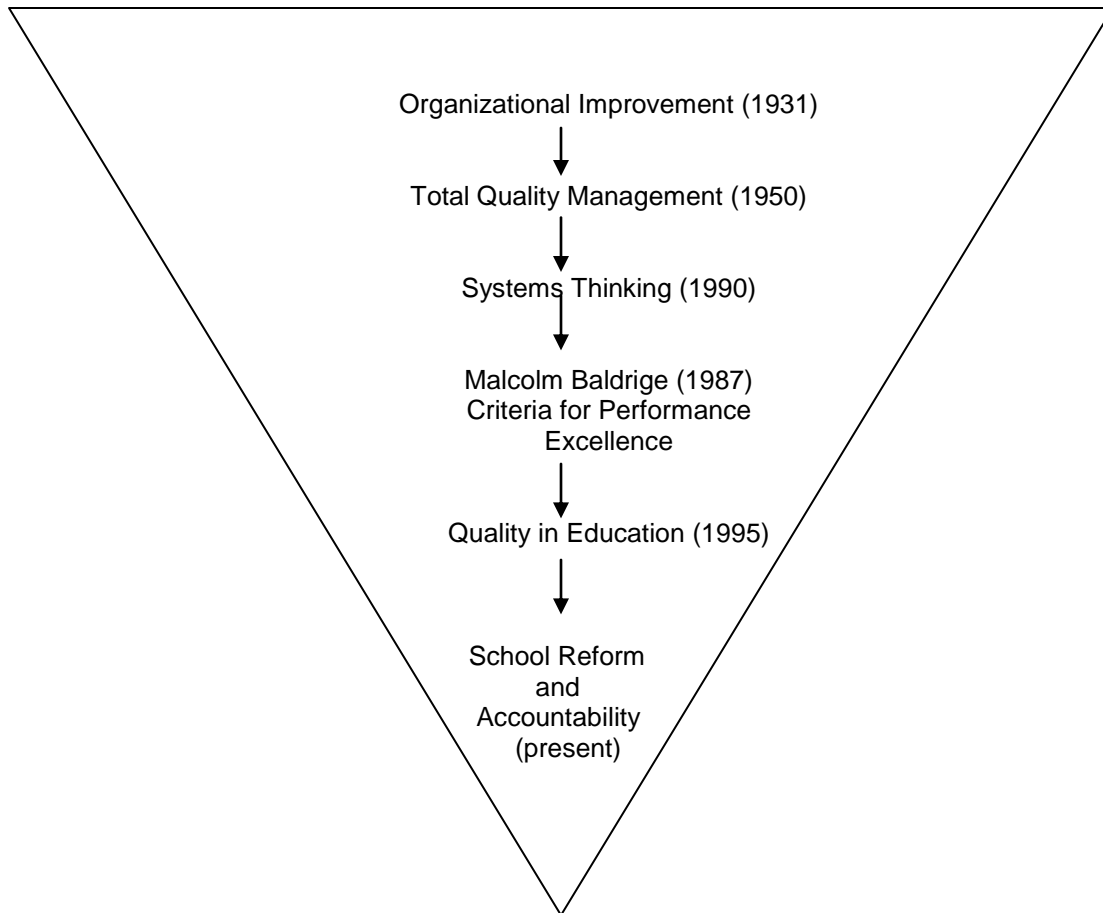 Organizational Improvement (1931)
Total Quality Management (1950)
Systems Thinking (1990)
Malcolm Baldrige (1987)
Criteria for Performance
Excellence
Quality in Education (1995)
School Reform
and
Accountability
(present)